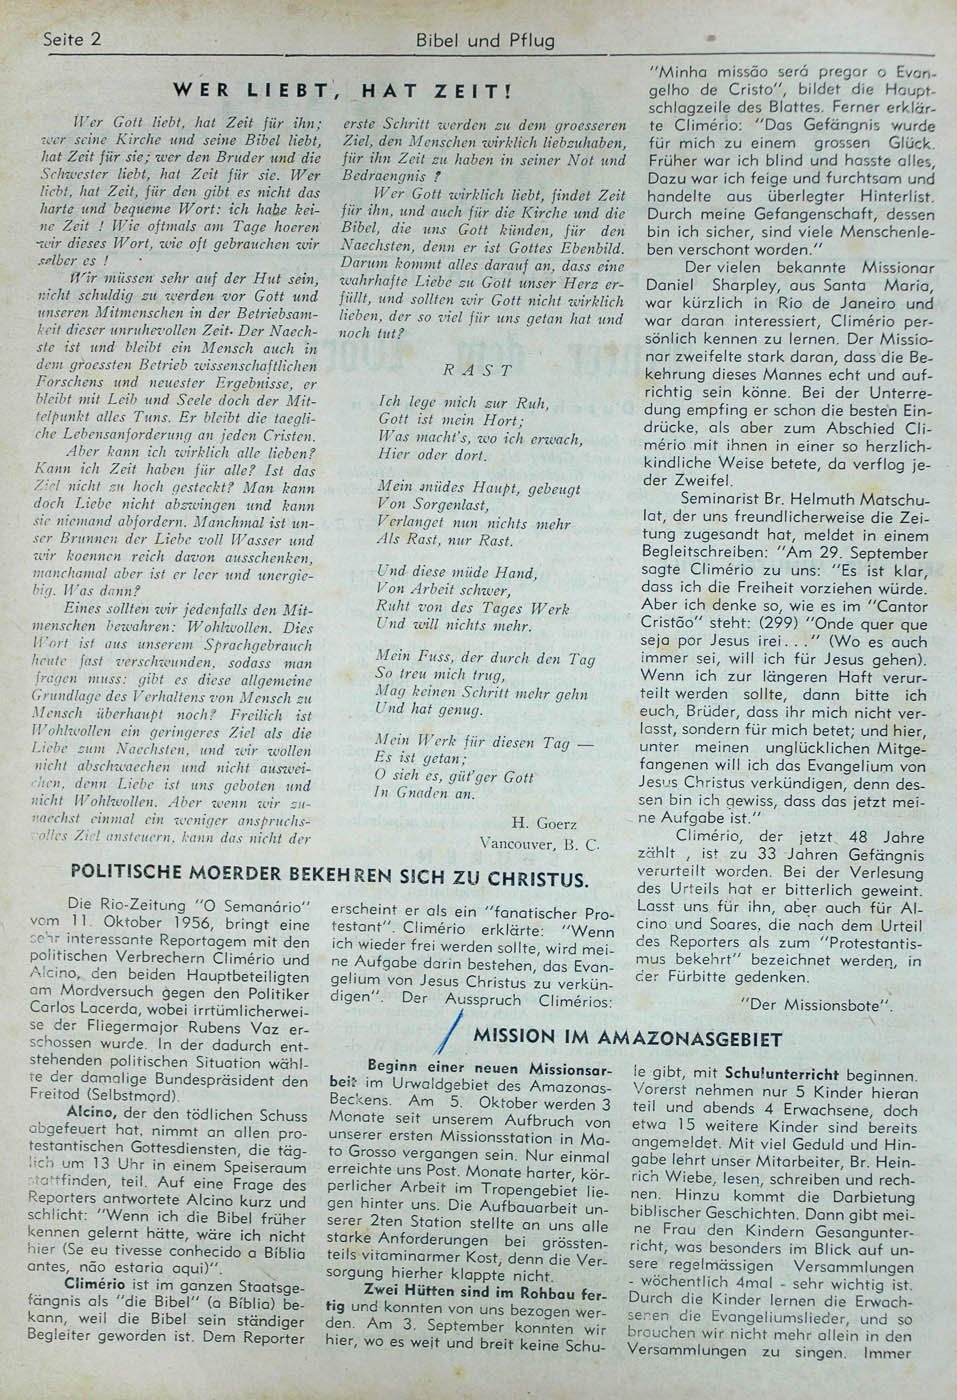 Seite 2
Bibel und Pflug
WER LIEBT, HAT ZEIT!
Wer Gott liebt, hat Zeit für ihn;
wer seine Kirche und seine Bibel liebt,
hat Zeit für sie; wer den Bruder und die
Schwester liebt, hat Zeit für sie. Wer
liebt, hat Zeit, für den gibt es nicht das
harte und bequeme Wort: ich habe kei-
ne Zeit ! Wie oftmals am Tage hoeren
wir dieses Wort, wie oft gebrauchen wir
selber es !
Wir müssen sehr auf der Hut sein,
nicht schuldig zu werden vor Gott und
unseren Mitmenschen in der Betriebsam-
keit dieser unruhevollen Zeit. Der Naech-
ste ist und bleibt ein Mensch auch in
dem groessten Betrieb wissenschaftlichen
Forschens und neuester Ergebnisse, er
bleibt mit Leib und Seele doch der Mit-
telpunkt alles Tuns. Er bleibt die taegli-
che Lebensanforderung an jeden Cristen.
Aber kann ich wirklich alle lieben?
Kann ich Zeit haben für alle? Ist das
Ziel nicht zu hoch gesteckt? Man kann
doch Liebe nicht abzwingen und kann
sie niemand abfordern. Manchmal ist un-
ser Brunnen der Liebe voll Wasser und
wir koennen reich davon ausschenken,
manchamal aber ist er leer und unergie-
big. Was dann?
Eines sollten wir jedenfalls den Mit-
menschen bewahren: Wohlwollen. Dies
Wort ist aus unserem Sprachgebrauch
heute fast verschwunden, sodass man
fragen muss: gibt es diese allgemeine
Grundlage des Verhaltens von Mensch zu
Mensch überhaupt noch? Freilich ist
Wohlwollen ein geringeres Ziel als die
Liebe zum Naechsten, und wir wollen
nicht abschwaechen und nicht auswei-
chen, denn Liebe ist uns geboten und
nicht Wohlwollen. Aber wenn wir zu-
naechst einmal ein weniger anspruchs-
volles Ziel ansteuern, kann das nicht der
erste Schritt werden zu dem groesseren
Ziel, den Menschen wirklich liebzuhaben,
für ihn Zeit zu haben in seiner Not und
Bedraengnis ?
Wer Gott wirklich liebt, findet Zeit
für ihn, und auch für die Kirche und die
Bibel, die uns Gott künden, für den
Naechsten, denn er ist Gottes Ebenbild.
Darum kommt alles darauf an, dass eine
wahrhafte Liebe zu Gott unser Herz er-
füllt, und sollten wir Gott nicht wirklich
lieben, der so viel für uns getan hat und
noch tut?
RAST
Ich lege mich zur Ruh,
Gott ist mein Hort;
Was macht's, wo ich erwach,
Hier oder dort.
Mein müdes Haupt, gebeugt
Von Sorgenlast,
Verlanget nun nichts mehr
Als Rast, nur Rast.
Und diese müde Hand,
Von Arbeit schwer,
Ruht von des Tages Werk
Und will nichts mehr.
Mein Fuss, der durch den Tag
So treu mich trug,
Mag keinen Schritt mehr gehn
Und hat genug.
Mein Werk für diesen Tag —
Es ist getan;
O sieh es, güt'ger Gott
In Gnaden an.
H. Goerz
Vancouver, B. C.
POLITISCHE MOERDER BEKEHREN SICH ZU CHRISTUS.
Die Rio-Zeitung "O Semanário"
vom 11. Oktober 1956, bringt eine
sehr interessante Reportagem mit den
politischen Verbrechern Climério und
Alcino, den beiden Hauptbeteiligten
am Mordversuch gegen den Politiker
Carlos Lacerda, wobei irrtümlicherwei-
se der Fliegermajor Rubens Vaz er-
schossen wurde. In der dadurch ent-
stehenden politischen Situation wähl-
te der damalige Bundespräsident den
Freitod (Selbstmord).
Alcino, der den tödlichen Schuss
abgefeuert hat, nimmt an allen pro-
testantischen Gottesdiensten, die täg-
lich um 13 Uhr in einem Speiseraum
stattfinden, teil. Auf eine Frage des
Reporters antwortete Alcino kurz und
schlicht: "Wenn ich die Bibel früher
kennen gelernt hätte, wäre ich nicht
hier (Se eu tivesse conhecido a Bíblia
antes, não estaria aqui)".
Climério ist im ganzen Staatsge-
fängnis als "die Bibel" (a Bíblia) be-
kann, weil die Bibel sein ständiger
Begleiter geworden ist. Dem Reporter
erscheint er als ein "fanatischer Pro-
testant". Climério erklärte: "Wenn
ich wieder frei werden sollte, wird mei-
ne Aufgabe darin bestehen, das Evan-
gelium von Jesus Christus zu verkün-
digen". Der Ausspruch Climérios:
"Minha missão será pregar o Evan-
gelho de Cristo", bildet die Haupt-
schlagzeile des Blattes. Ferner erklär-
te Climério: "Das Gefängnis wurde
für mich zu einem grossen Glück.
Früher war ich blind und hasste alles,
Dazu war ich feige und furchtsam und
handelte aus überlegter Hinterlist.
Durch meine Gefangenschaft, dessen
bin ich sicher, sind viele Menschenle-
ben verschont worden."
Der vielen bekannte Missionar
Daniel Sharpley, aus Santa Maria,
war kürzlich in Rio de Janeiro und
war daran interessiert, Climério per-
sönlich kennen zu lernen. Der Missio-
nar zweifelte stark daran, dass die Be-
kehrung dieses Mannes echt und auf-
richtig sein könne. Bei der Unterre-
dung empfing er schon die besten Ein-
drücke, als aber zum Abschied Cli-
mério mit ihnen in einer so herzlich-
kindliche Weise betete, da verflog je-
der Zweifel.
Seminarist Br. Helmuth Matschu-
lat, der uns freundlicherweise die Zei-
tung zugesandt hat, meldet in einem
Begleitschreiben: "Am 29. September
sagte Climério zu uns: "Es ist klar,
dass ich die Freiheit vorziehen würde.
Aber ich denke so, wie es im "Cantor
Cristão" steht: (299) "Onde quer que
seja por Jesus irei. . ." (Wo es auch
immer sei, will ich für Jesus gehen).
Wenn ich zur längeren Haft verur-
teilt werden sollte, dann bitte ich
euch, Brüder, dass ihr mich nicht ver-
lasst, sondern für mich betet; und hier,
unter meinen unglücklichen Mitge-
fangenen will ich das Evangelium von
Jesus Christus verkündigen, denn des-
sen bin ich gewiss, dass das jetzt mei-
ne Aufgabe ist."
Climério, der jetzt 48 Jahre
zählt , ist zu 33 Jahren Gefängnis
verurteilt worden. Bei der Verlesung
des Urteils hat er bitterlich geweint.
Lasst uns für ihn, aber auch für Al-
cino und Soares, die nach dem Urteil
des Reporters als zum "Protestantis-
mus bekehrt" bezeichnet werden, in
der Fürbitte gedenken.
"Der Missionsbote".
MISSION IM AMAZONASGEBIET
Beginn einer neuen Missionsar-
beit im Urwaldgebiet des Amazonas-
Beckens. Am 5. Oktober werden 3
Monate seit unserem Aufbruch von
unserer ersten Missionsstation in Ma-
to Grosso vergangen sein. Nur einmal
erreichte uns Post. Monate harter, kör-
perlicher Arbeit im Tropengebiet lie-
gen hinter uns. Die Aufbauarbeit un-
serer 2ten Station stellte an uns alle
starke Anforderungen bei grössten-
teils vitaminarmer Kost, denn die Ver-
sorgung hierher klappte nicht.
Zwei Hütten sind im Rohbau fer-
tig und konnten von uns bezogen wer-
den. Am 3. September konnten wir
hier, wo es weit und breit keine Schu-
le gibt, mit Schulunterricht beginnen.
Vorerst nehmen nur 5 Kinder hieran
teil und abends 4 Erwachsene, doch
etwa 15 weitere Kinder sind bereits
angemeldet. Mit viel Geduld und Hin-
gabe lehrt unser Mitarbeiter, Br. Hein-
rich Wiebe, lesen, schreiben und rech-
nen. Hinzu kommt die Darbietung
biblischer Geschichten. Dann gibt mei-
ne Frau den Kindern Gesangunter-
richt, was besonders im Blick auf un-
sere regelmässigen Versammlungen
- wöchentlich 4mal - sehr wichtig ist.
Durch die Kinder lernen die Erwach-
senen die Evangeliumslieder, und so
brauchen wir nicht mehr allein in den
Versammlungen zu singen. Immer